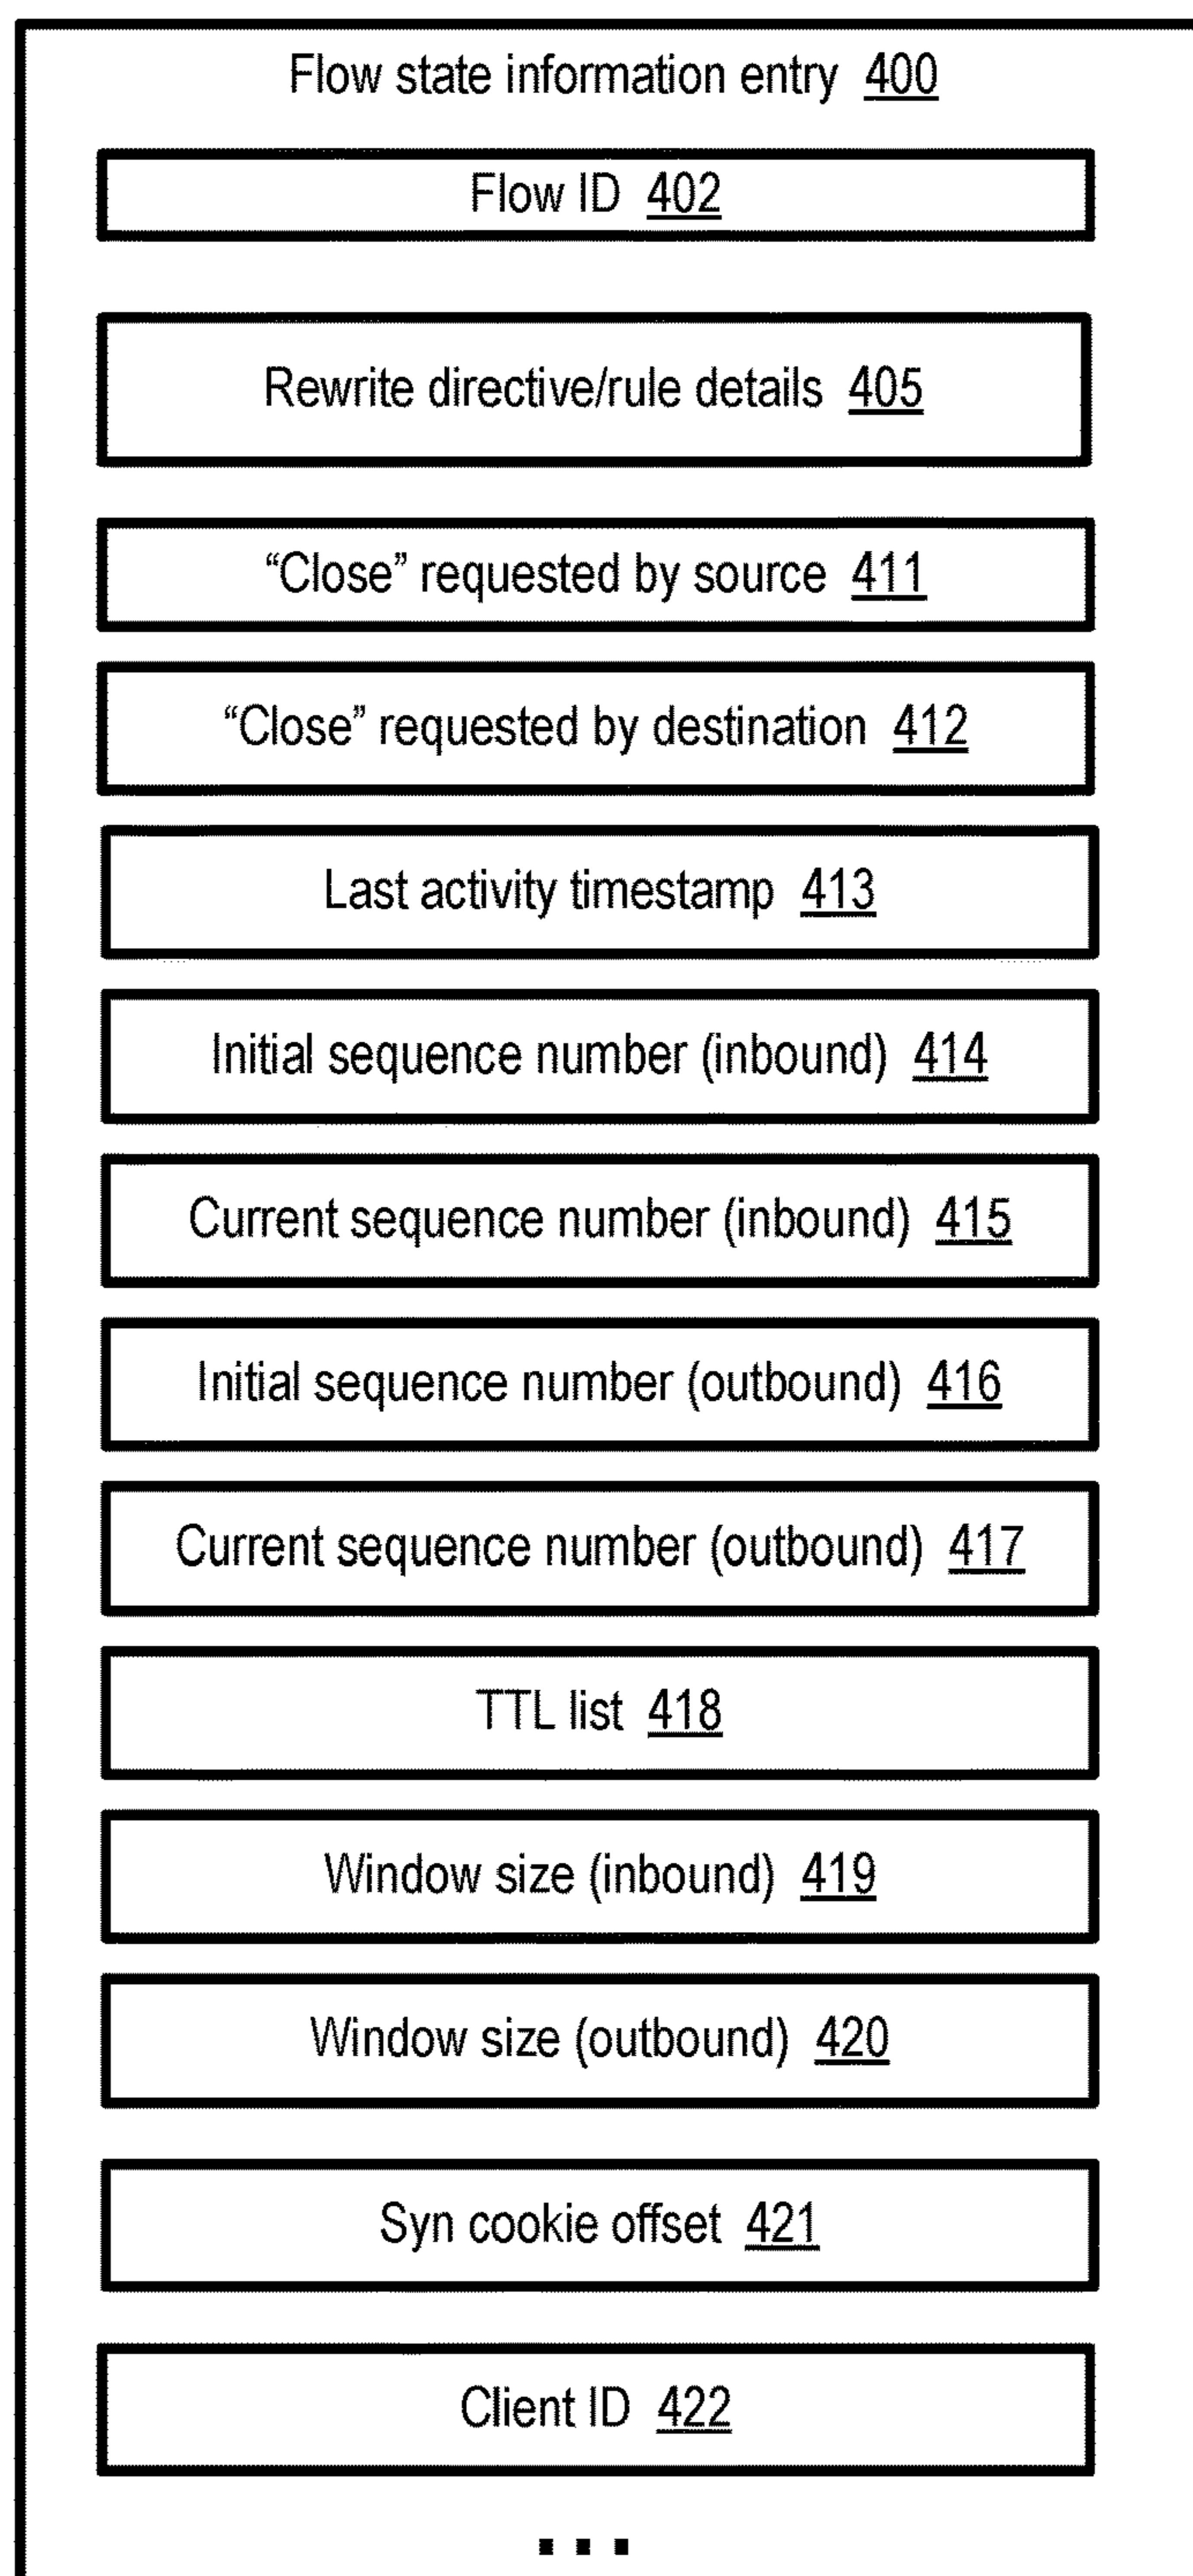 Flow state information entry 400
Flow ID 402
Rewrite directive/rule details 405
“Close” requested by source 411
“Close” requested by destination 412
Last activity timestamp 413
Initial sequence number (inbound) 414
Current sequence number (inbound) 415
Initial sequence number (outbound) 416
Current sequence number (outbound) 417
TTL list 418
Window size (inbound) 419
Window size (outbound) 420
Syn cookie offset 421
Client ID 422
...